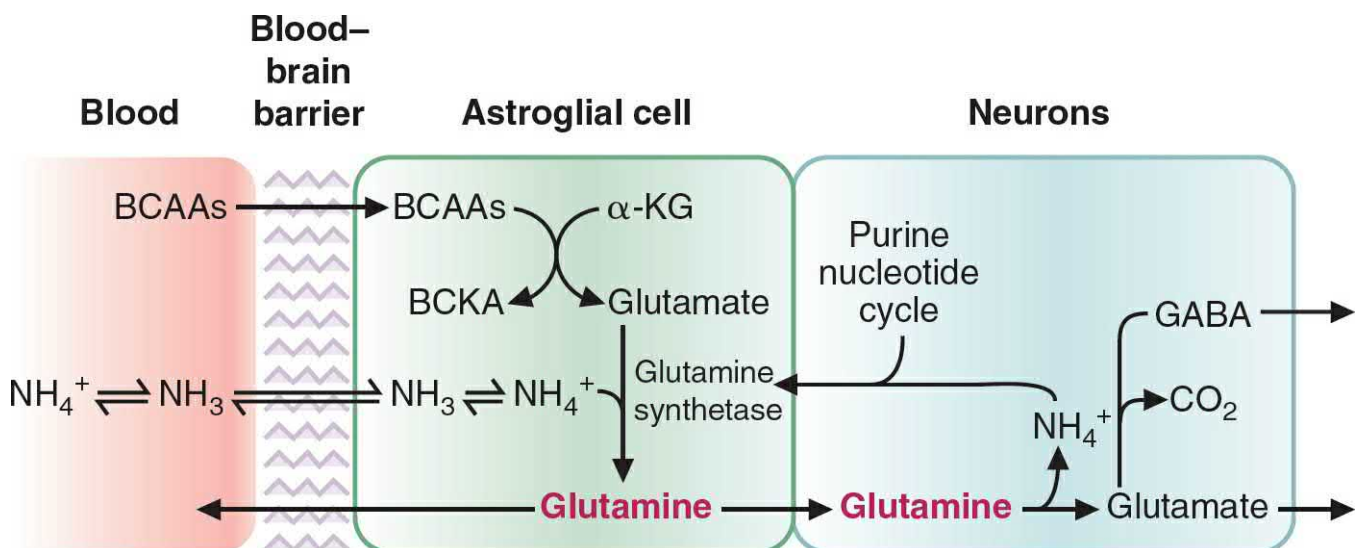 Blood–
brain
barrier
Blood
Astroglial cell
Neurons
BCAAs
BCAAs
α-KG
BCKA
Glutamate
Purine
nucleotide
cycle
GABA
NH₄⁺
NH₃
NH₃
NH₄⁺
Glutamine
synthetase
NH₄⁺
CO₂
Glutamine
Glutamine
Glutamate